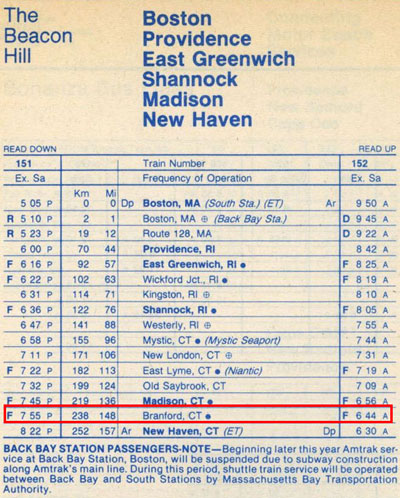 The
Beacon
Hill
Boston
Providence
East Greenwich
Shannock
Madison
New Haven
READ DOWN READ UP
151 Train Number 152
Ex. Sa Frequency of Operation Ex. Sa
Km Mi
5 05 P 0 0 Dp Boston, MA (South Sta.) (ET) Ar 9 50 A
R 5 10 P 2 1 Boston, MA ⊕ (Back Bay Sta.) D 9 45 A
R 5 23 P 19 12 Route 128, MA D 9 22 A
6 00 P 70 44 Providence, RI 8 42 A
F 6 16 P 92 57 East Greenwich, RI ● F 8 25 A
F 6 22 P 102 63 Wickford Jct., RI ● F 8 19 A
6 31 P 114 71 Kingston, RI ⊕ 8 10 A
F 6 36 P 122 76 Shannock, RI ● F 8 05 A
6 47 P 141 88 Westerly, RI ⊕ 7 55 A
6 58 P 155 96 Mystic, CT ● (Mystic Seaport) 7 44 A
7 11 P 171 106 New London, CT ⊕ 7 31 A
F 7 22 P 182 113 East Lyme, CT ● (Niantic) F 7 19 A
7 32 P 199 124 Old Saybrook, CT 7 09 A
F 7 45 P 219 136 Madison, CT ● F 6 56 A
F 7 55 P 238 148 Branford, CT ● F 6 44 A
8 22 P 252 157 Ar New Haven, CT (ET) Dp 6 30 A
BACK BAY STATION PASSENGERS-NOTE—Beginning later this year Amtrak ser-
vice at Back Bay Station, Boston, will be suspended due to subway construction
along Amtrak's main line. During this period, shuttle train service will be operated
between Back Bay and South Stations by Massachusetts Bay Transportation
Authority.